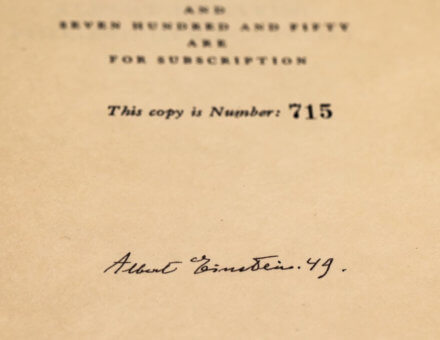 AND
SEVEN HUNDRED AND FIFTY
ARE
FOR SUBSCRIPTION
This copy is Number: 715
Albert Einstein. 49.